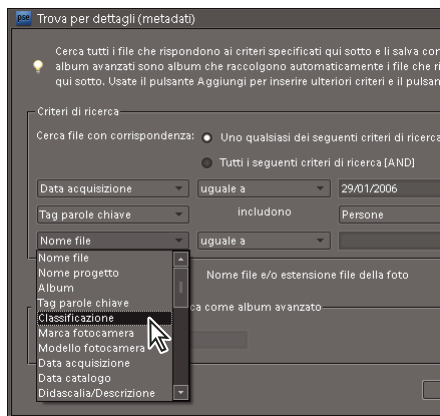 pse Trova per dettagli (metadati)
Cerca tutti i file che rispondono ai criteri specificati qui sotto e li salva con
album avanzati sono album che raccolgono automaticamente i file che ri
qui sotto. Usate il pulsante Aggiungi per inserire ulteriori criteri e il pulsan
Criteri di ricerca
Cerca file con corrispondenza: Uno qualsiasi dei seguenti criteri di ricerca
Tutti i seguenti criteri di ricerca [AND]
Data acquisizione uguale a 29/01/2006
Tag parole chiave includono Persone
Nome file uguale a
Nome file
Nome progetto Nome file e/o estensione file della foto
Album
Tag parole chiave ca come album avanzato
Classificazione
Marca fotocamera
Modello fotocamera
Data acquisizione
Data catalogo
Didascalia/Descrizione